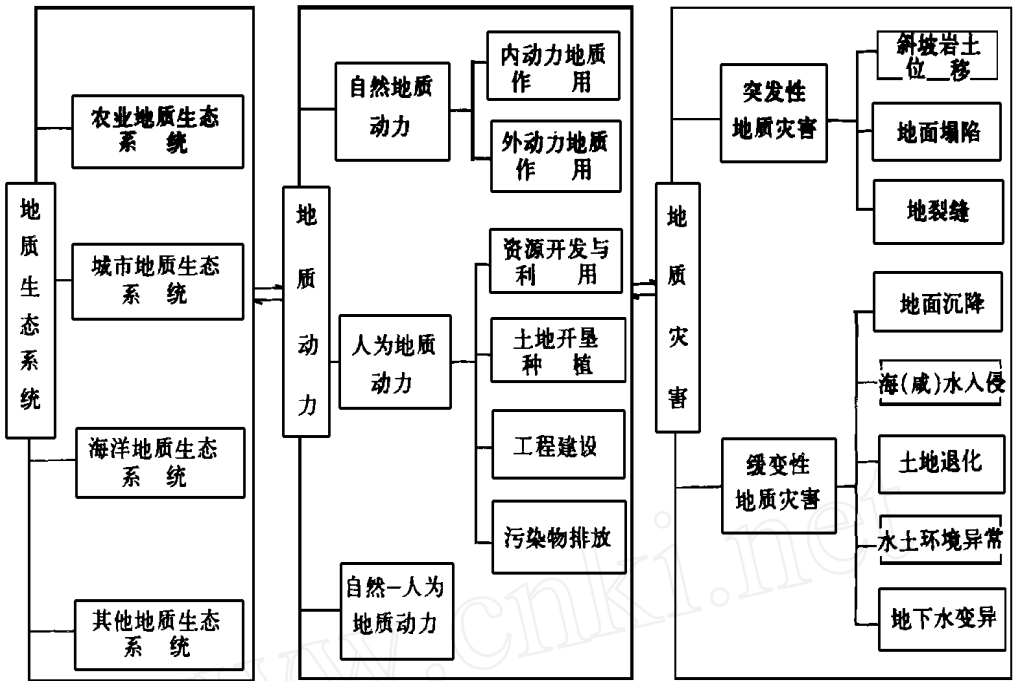 地质生态系统
农业地质生态
系 统
城市地质生态
系 统
海洋地质生态
系 统
其他地质生态
系 统
地质动力
自然地质
动力
内动力地质
作 用
外动力地质
作 用
人为地质
动力
资源开发与
利 用
土地开垦
种 植
工程建设
污染物排放
自然—人为
地质动力
地质灾害
突发性
地质灾害
斜坡岩土
位 移
地面塌陷
地裂缝
缓变性
地质灾害
地面沉降
海(咸)水入侵
土地退化
水土环境异常
地下水变异
www.cnki.net